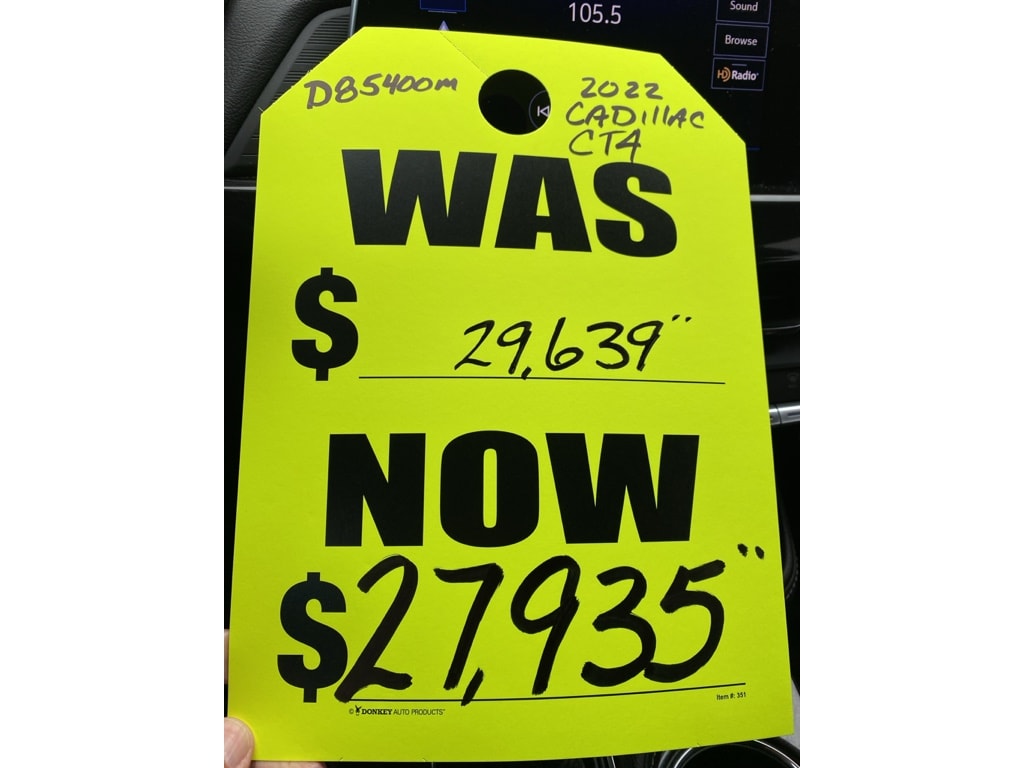 105.5
Sound
Browse
HD Radio
D85400m
2022
CADillAC
CT4
WAS
$ 29,639
NOW
$ 27,935
Item #: 351
© DONKEY AUTO PRODUCTS™